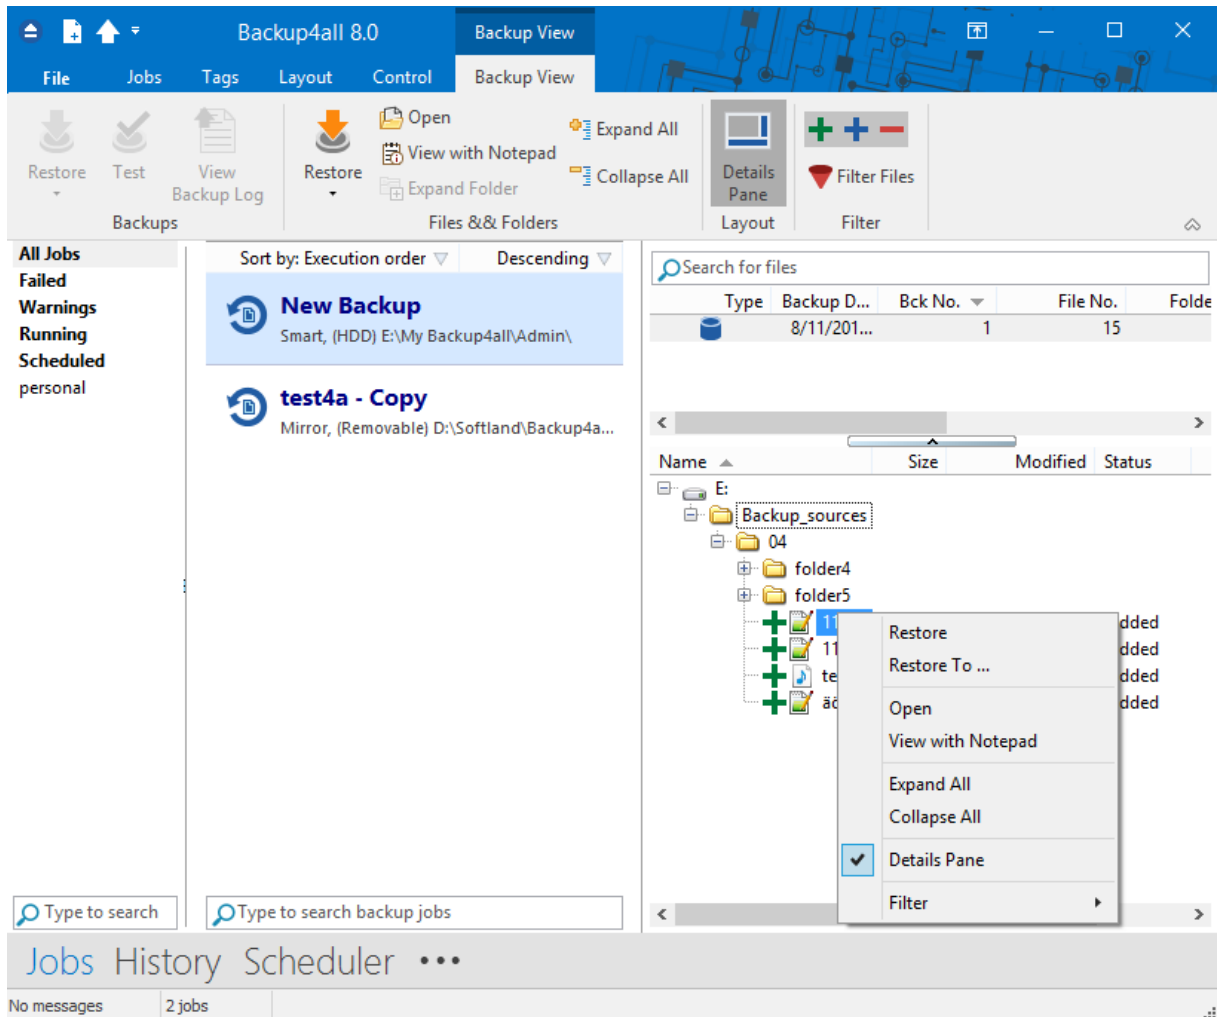 Backup4all 8.0
Backup View
File Jobs Tags Layout Control Backup View
Restore
Test
View
Backup Log
Backups
Restore
Open
View with Notepad
Expand Folder
Expand All
Collapse All
Files && Folders
Details
Pane
Layout
Filter Files
Filter
All Jobs
Failed
Warnings
Running
Scheduled
personal
Type to search
Sort by: Execution order Descending
New Backup
Smart, (HDD) E:\My Backup4all\Admin\
test4a - Copy
Mirror, (Removable) D:\Softland\Backup4a...
Type to search backup jobs
Search for files
Type Backup D... Bck No. File No. Folde
8/11/201... 1 15
Name Size Modified Status
E:
Backup_sources
04
folder4
folder5
11 dded
11 dded
te dded
dded
Restore
Restore To ...
Open
View with Notepad
Expand All
Collapse All
Details Pane
Filter
Jobs History Scheduler •••
No messages 2 jobs